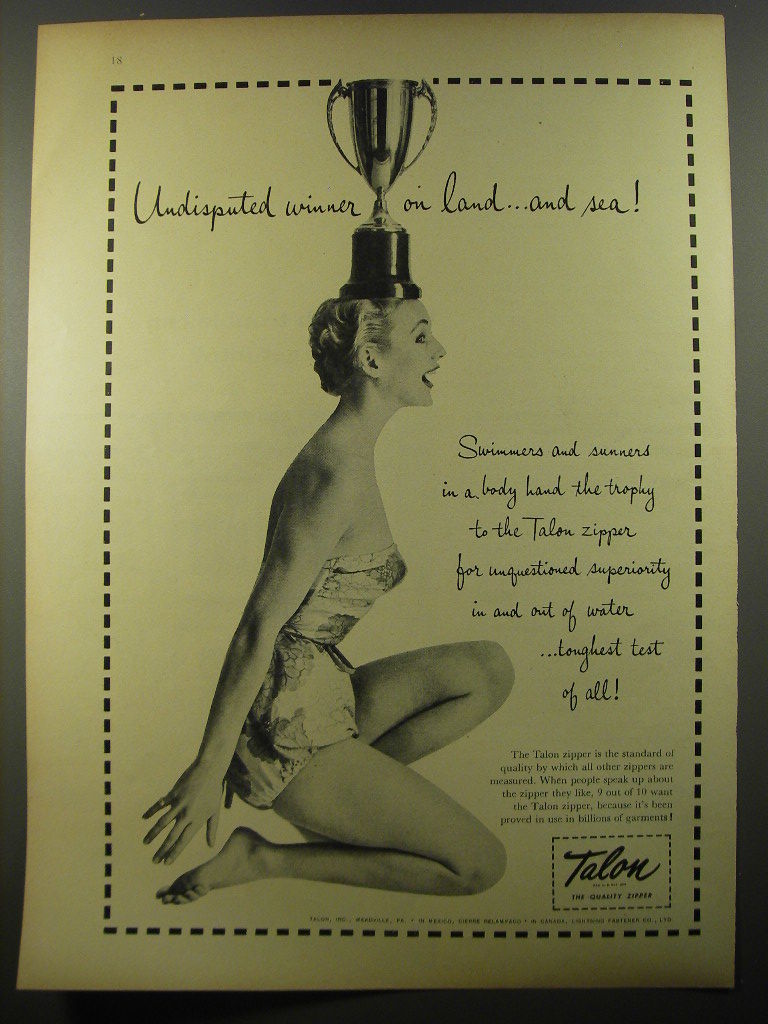 18
Undisputed winner on land...and sea!
Swimmers and sunners
in a body hand the trophy
to the Talon zipper
for unquestioned superiority
in and out of water
...toughest test
of all!
The Talon zipper is the standard of
quality by which all other zippers are
measured. When people speak up about
the zipper they like, 9 out of 10 want
the Talon zipper, because it's been
proved in use in billions of garments!
Talon
THE QUALITY ZIPPER
TALON, INC., MEADVILLE, PA. • IN MEXICO, CIERRE RELAMPAGO • IN CANADA, LIGHTNING FASTENER CO., LTD.